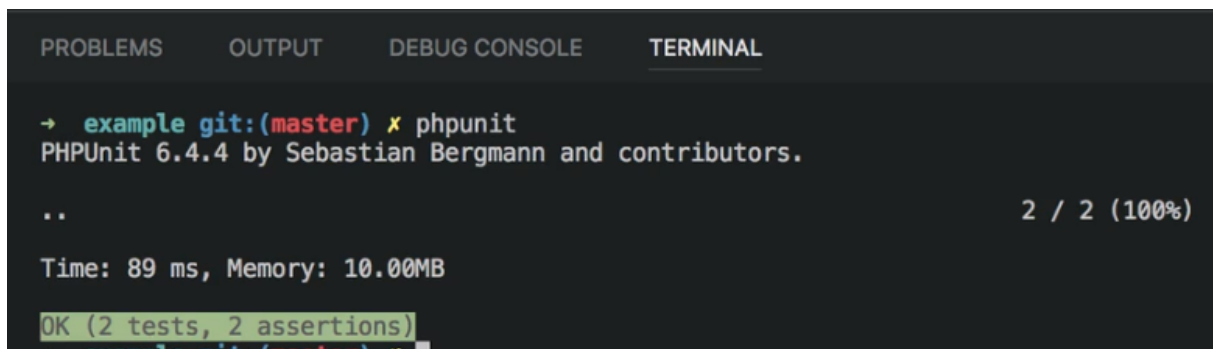 PROBLEMS OUTPUT DEBUG CONSOLE TERMINAL
→ example git:(master) ✗ phpunit
PHPUnit 6.4.4 by Sebastian Bergmann and contributors.
.. 2 / 2 (100%)
Time: 89 ms, Memory: 10.00MB
OK (2 tests, 2 assertions)